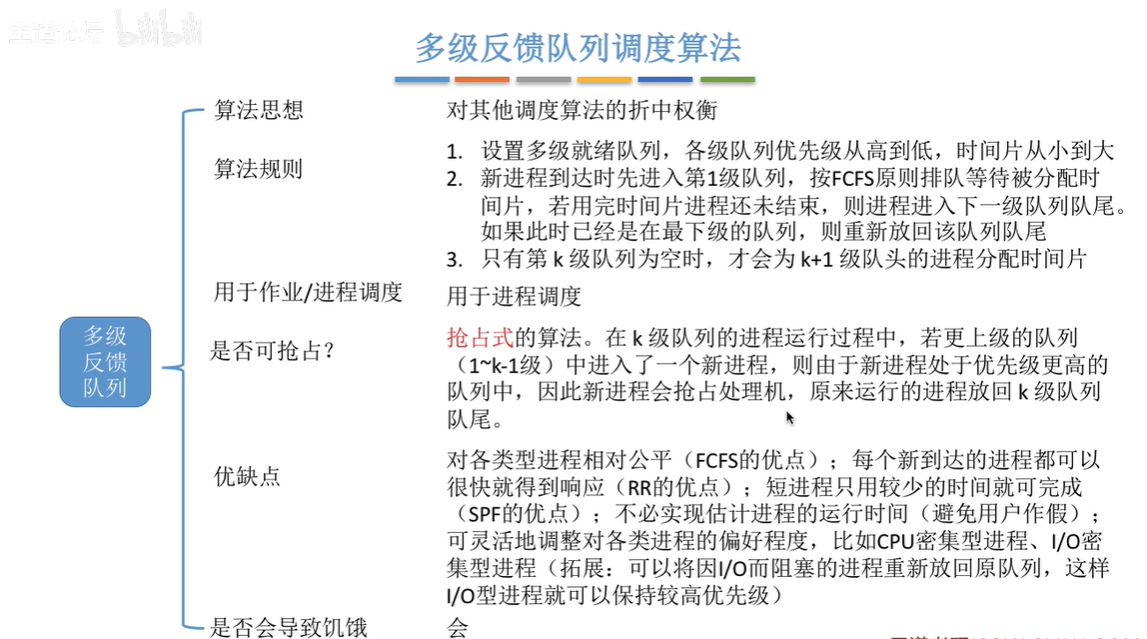 王道论坛 bilibili
多级反馈队列调度算法
算法思想
对其他调度算法的折中权衡
算法规则
1. 设置多级就绪队列，各级队列优先级从高到低，时间片从小到大
2. 新进程到达时先进入第1级队列，按FCFS原则排队等待被分配时
间片，若用完时间片进程还未结束，则进程进入下一级队列队尾。
如果此时已经是在最下级的队列，则重新放回该队列队尾
3. 只有第 k 级队列为空时，才会为 k+1 级队头的进程分配时间片
用于作业/进程调度
用于进程调度
多级
反馈
队列
是否可抢占？
抢占式的算法。在 k 级队列的进程运行过程中，若更上级的队列
（1~k-1级）中进入了一个新进程，则由于新进程处于优先级更高的
队列中，因此新进程会抢占处理机，原来运行的进程放回 k 级队列
队尾。
优缺点
对各类型进程相对公平（FCFS的优点）；每个新到达的进程都可以
很快就得到响应（RR的优点）；短进程只用较少的时间就可完成
（SPF的优点）；不必实现估计进程的运行时间（避免用户作假）；
可灵活地调整对各类进程的偏好程度，比如CPU密集型进程、I/O密
集型进程（拓展：可以将因I/O而阻塞的进程重新放回原队列，这样
I/O型进程就可以保持较高优先级）
是否会导致饥饿
会